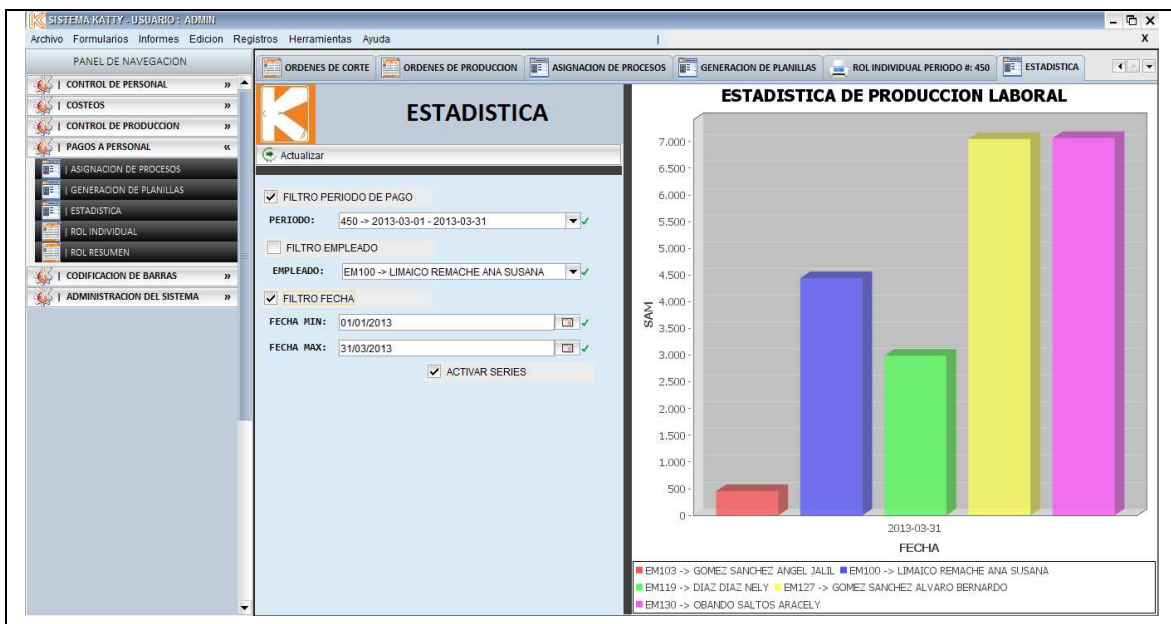 SISTEMA KATTY - USUARIO : ADMIN
Archivo Formularios Informes Edicion Registros Herramientas Ayuda | X
PANEL DE NAVEGACION
| CONTROL DE PERSONAL »
| COSTEOS »
| CONTROL DE PRODUCCION »
| PAGOS A PERSONAL «
| ASIGNACION DE PROCESOS
| GENERACION DE PLANILLAS
| ESTADISTICA
| ROL INDIVIDUAL
| ROL RESUMEN
| CODIFICACION DE BARRAS »
| ADMINISTRACION DEL SISTEMA »
ORDENES DE CORTE ORDENES DE PRODUCCION ASIGNACION DE PROCESOS GENERACION DE PLANILLAS ROL INDIVIDUAL PERIODO #: 450 ESTADISTICA
K ESTADISTICA
Actualizar
FILTRO PERIODO DE PAGO
PERIODO: 450 -> 2013-03-01 - 2013-03-31
FILTRO EMPLEADO
EMPLEADO: EM100 -> LIMAICO REMACHE ANA SUSANA
FILTRO FECHA
FECHA MIN: 01/01/2013
FECHA MAX: 31/03/2013
ACTIVAR SERIES
ESTADISTICA DE PRODUCCION LABORAL
7.000
6.500
6.000
5.500
5.000
4.500
4.000
3.500
3.000
2.500
2.000
1.500
1.000
500
0
SAM
2013-03-31
FECHA
EM103 -> GOMEZ SANCHEZ ANGEL JALIL EM100 -> LIMAICO REMACHE ANA SUSANA
EM119 -> DIAZ DIAZ NELY EM127 -> GOMEZ SANCHEZ ALVARO BERNARDO
EM130 -> OBANDO SALTOS ARACELY